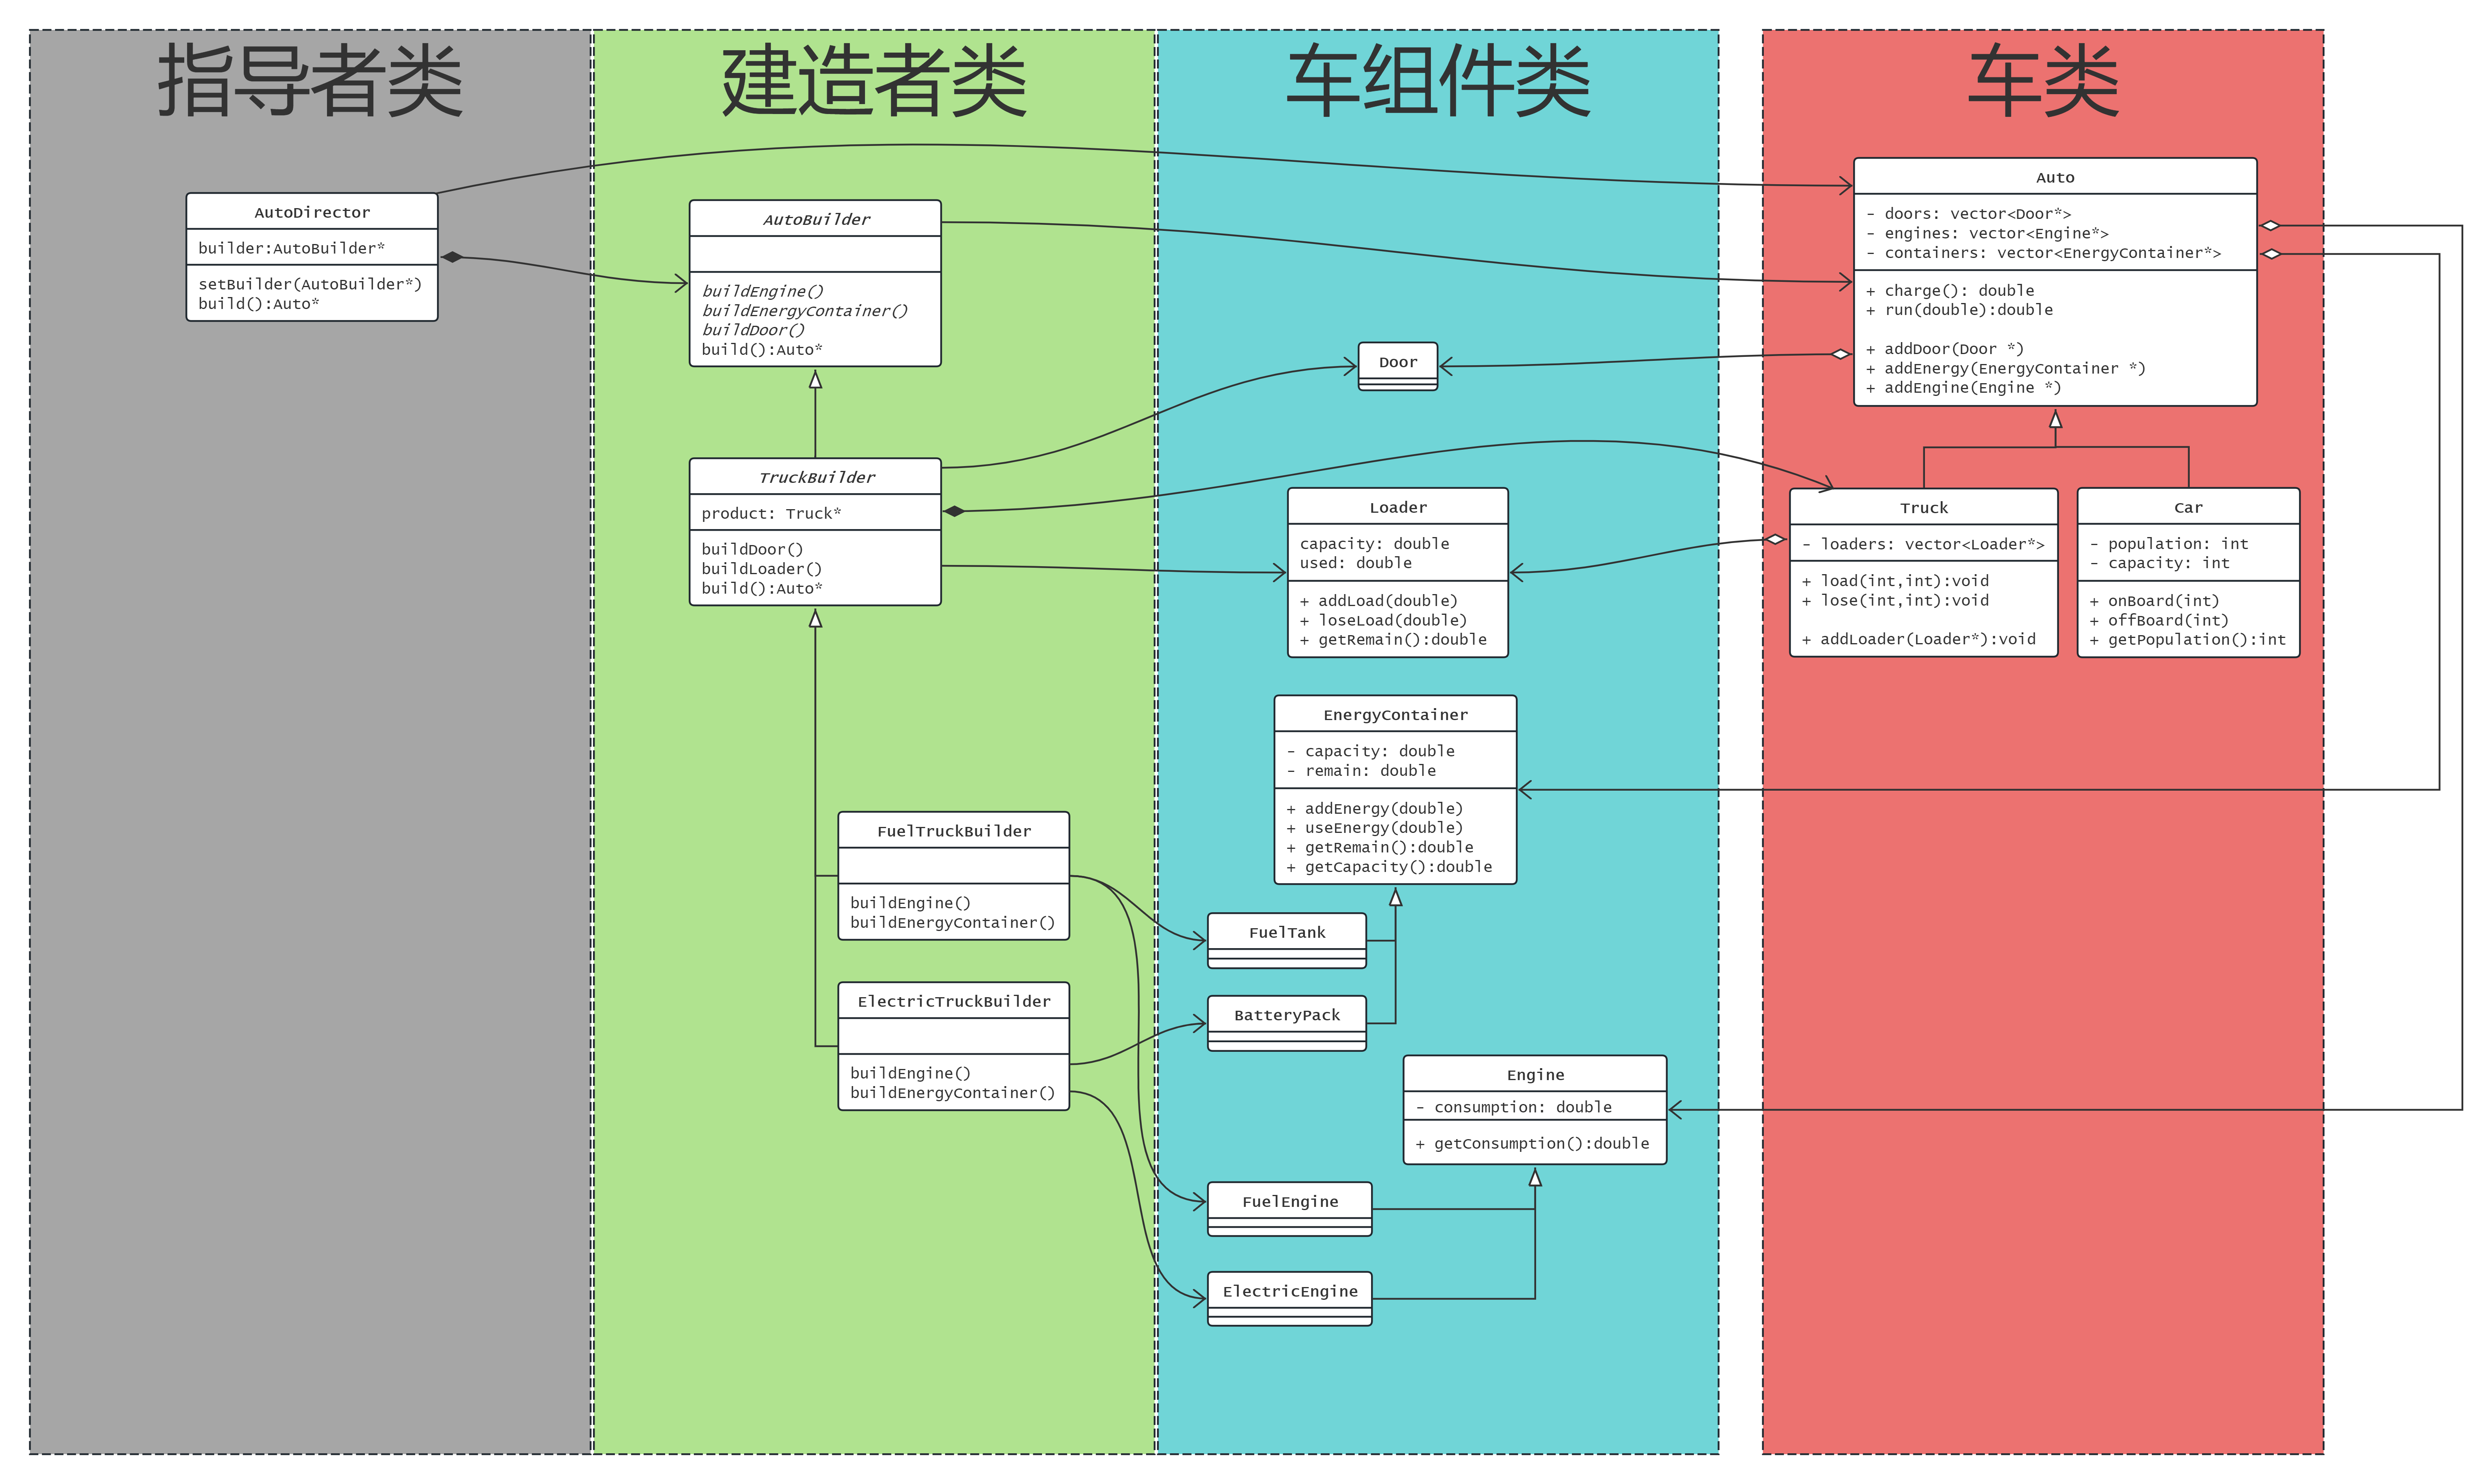 指导者类
建造者类
车组件类
车类
AutoDirector
builder:AutoBuilder*
setBuilder(AutoBuilder*)
build():Auto*
AutoBuilder
buildEngine()
buildEnergyContainer()
buildDoor()
build():Auto*
TruckBuilder
product: Truck*
buildDoor()
buildLoader()
build():Auto*
FuelTruckBuilder
buildEngine()
buildEnergyContainer()
ElectricTruckBuilder
buildEngine()
buildEnergyContainer()
Door
Loader
capacity: double
used: double
+ addLoad(double)
+ loseLoad(double)
+ getRemain():double
EnergyContainer
- capacity: double
- remain: double
+ addEnergy(double)
+ useEnergy(double)
+ getRemain():double
+ getCapacity():double
FuelTank
BatteryPack
Engine
- consumption: double
+ getConsumption():double
FuelEngine
ElectricEngine
Auto
- doors: vector<Door*>
- engines: vector<Engine*>
- containers: vector<EnergyContainer*>
+ charge(): double
+ run(double):double
+ addDoor(Door *)
+ addEnergy(EnergyContainer *)
+ addEngine(Engine *)
Truck
- loaders: vector<Loader*>
+ load(int,int):void
+ lose(int,int):void
+ addLoader(Loader*):void
Car
- population: int
- capacity: int
+ onBoard(int)
+ offBoard(int)
+ getPopulation():int